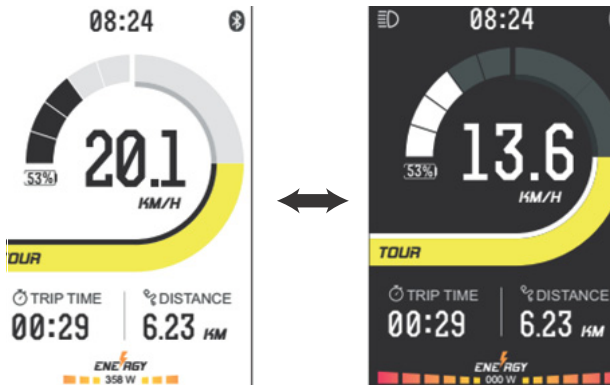 08:24
20.1
53%
KM/H
TOUR
TRIP TIME
DISTANCE
00:29
6.23 KM
ENERGY
358 W
08:24
13.6
53%
KM/H
TOUR
TRIP TIME
DISTANCE
00:29
6.23 KM
ENERGY
000 W